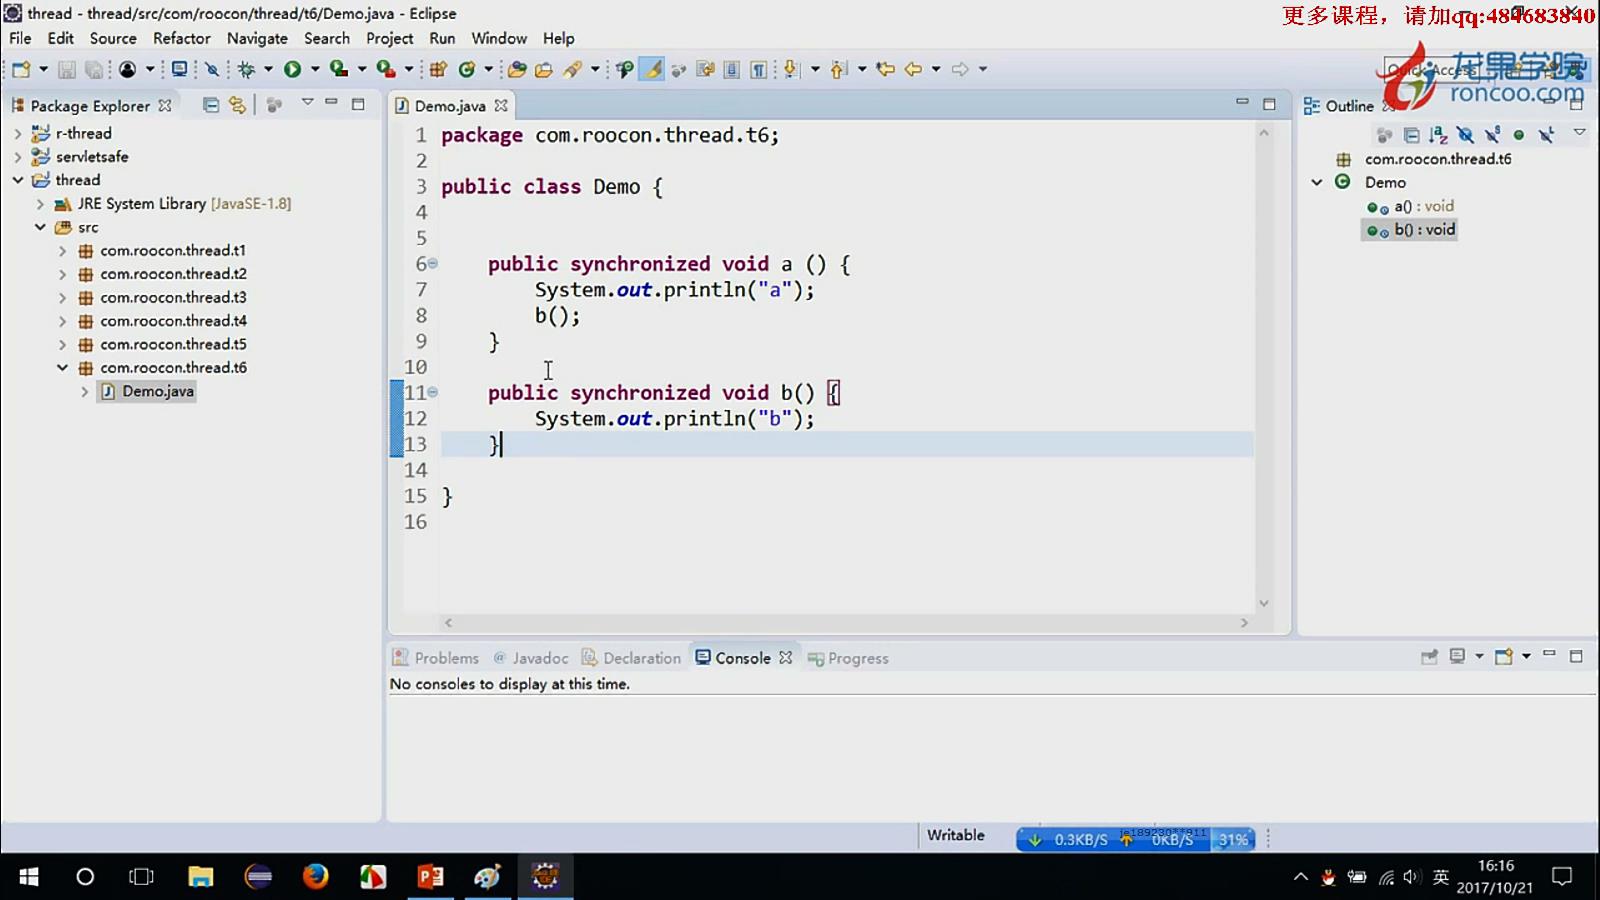 thread - thread/src/com/roocon/thread/t6/Demo.java - Eclipse
更多课程，请加qq:484683840
File Edit Source Refactor Navigate Search Project Run Window Help
Quick Access
龙果学院
roncoo.com
Package Explorer
Demo.java
Outline
r-thread
servletsafe
thread
JRE System Library [JavaSE-1.8]
src
com.roocon.thread.t1
com.roocon.thread.t2
com.roocon.thread.t3
com.roocon.thread.t4
com.roocon.thread.t5
com.roocon.thread.t6
Demo.java
1 package com.roocon.thread.t6;
2
3 public class Demo {
4
5
6 public synchronized void a () {
7 System.out.println("a");
8 b();
9 }
10
11 public synchronized void b() {
12 System.out.println("b");
13 }
14
15 }
16
com.roocon.thread.t6
Demo
a() : void
b() : void
Problems @ Javadoc Declaration Console Progress
No consoles to display at this time.
Writable
0.3KB/S 0KB/S 31%
英
16:16
2017/10/21